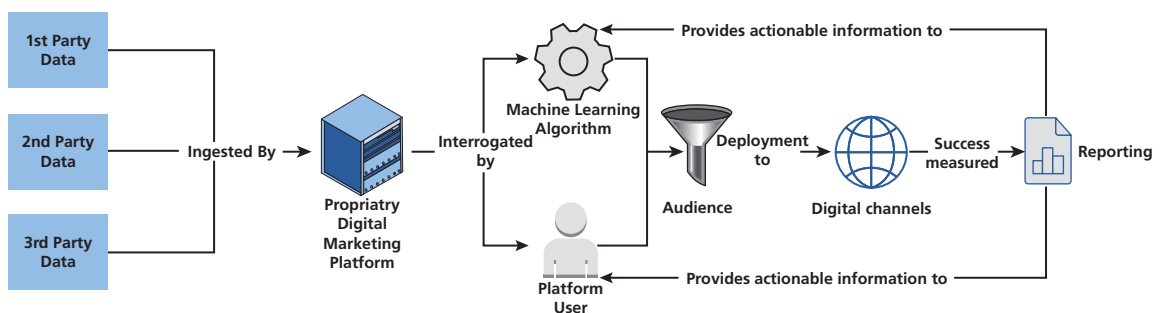 1st Party
Data
2nd Party
Data
3rd Party
Data
Ingested By
Propriatry
Digital
Marketing
Platform
Interrogated
by
Machine Learning
Algorithm
Platform
User
Audience
Deployment
to
Digital channels
Success
measured
Reporting
Provides actionable information to
Provides actionable information to